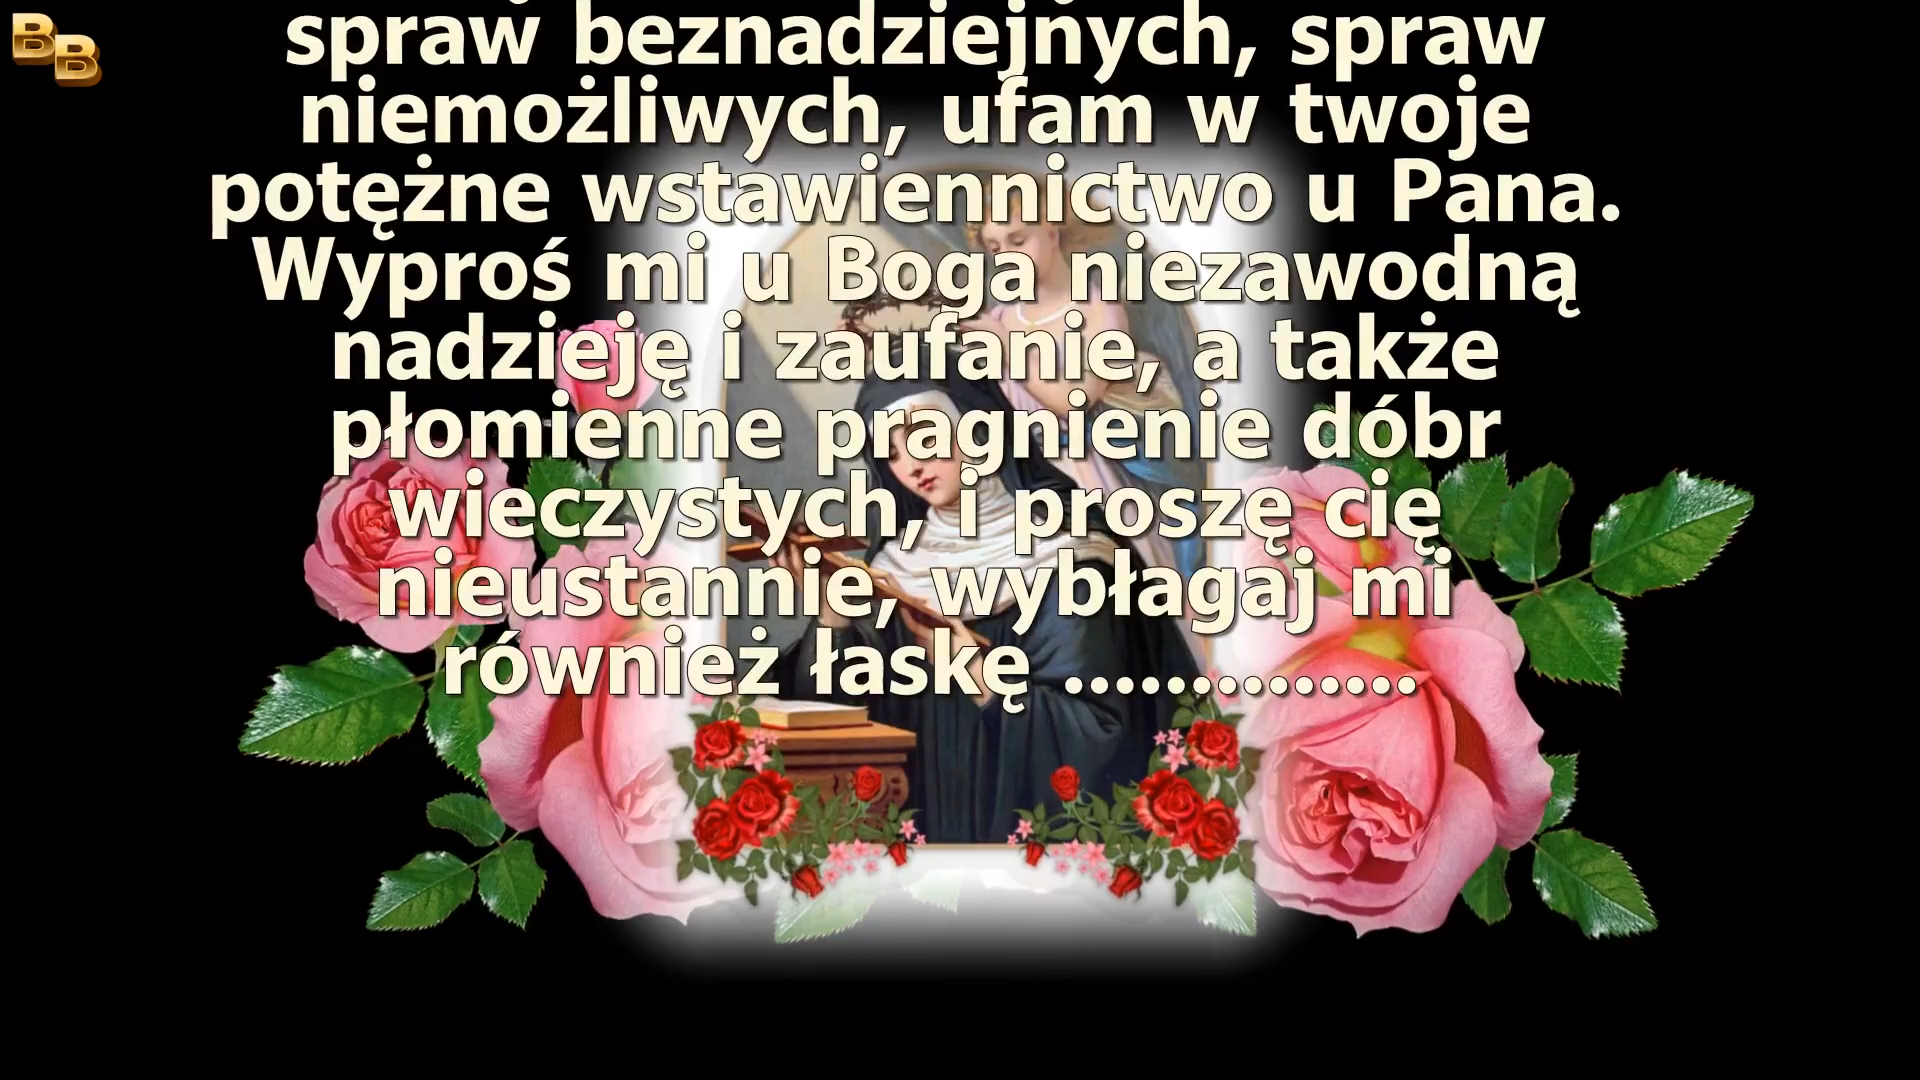 BB
spraw beznadziejnych, spraw
niemożliwych, ufam w twoje
potężne wstawiennictwo u Pana.
Wyproś mi u Boga niezawodną
nadzieję i zaufanie, a także
płomienne pragnienie dóbr
wieczystych, i proszę cię
nieustannie, wybłagaj mi
również łaskę ..............